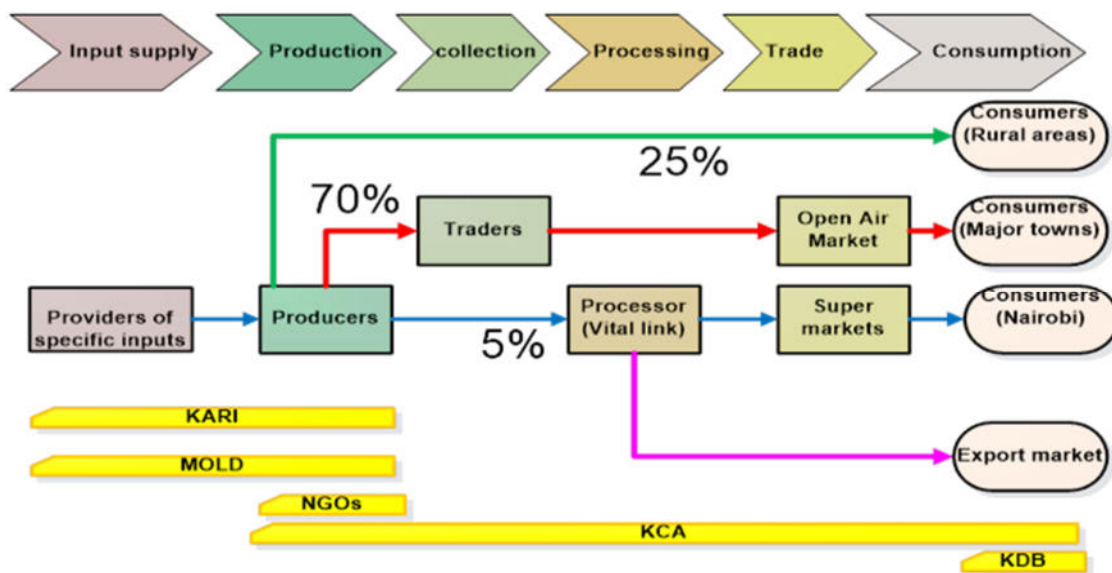 Input supply
Production
collection
Processing
Trade
Consumption
Consumers
(Rural areas)
25%
70%
Traders
Open Air
Market
Consumers
(Major towns)
Providers of
specific inputs
Producers
5%
Processor
(Vital link)
Super
markets
Consumers
(Nairobi)
Export market
KARI
MOLD
NGOs
KCA
KDB